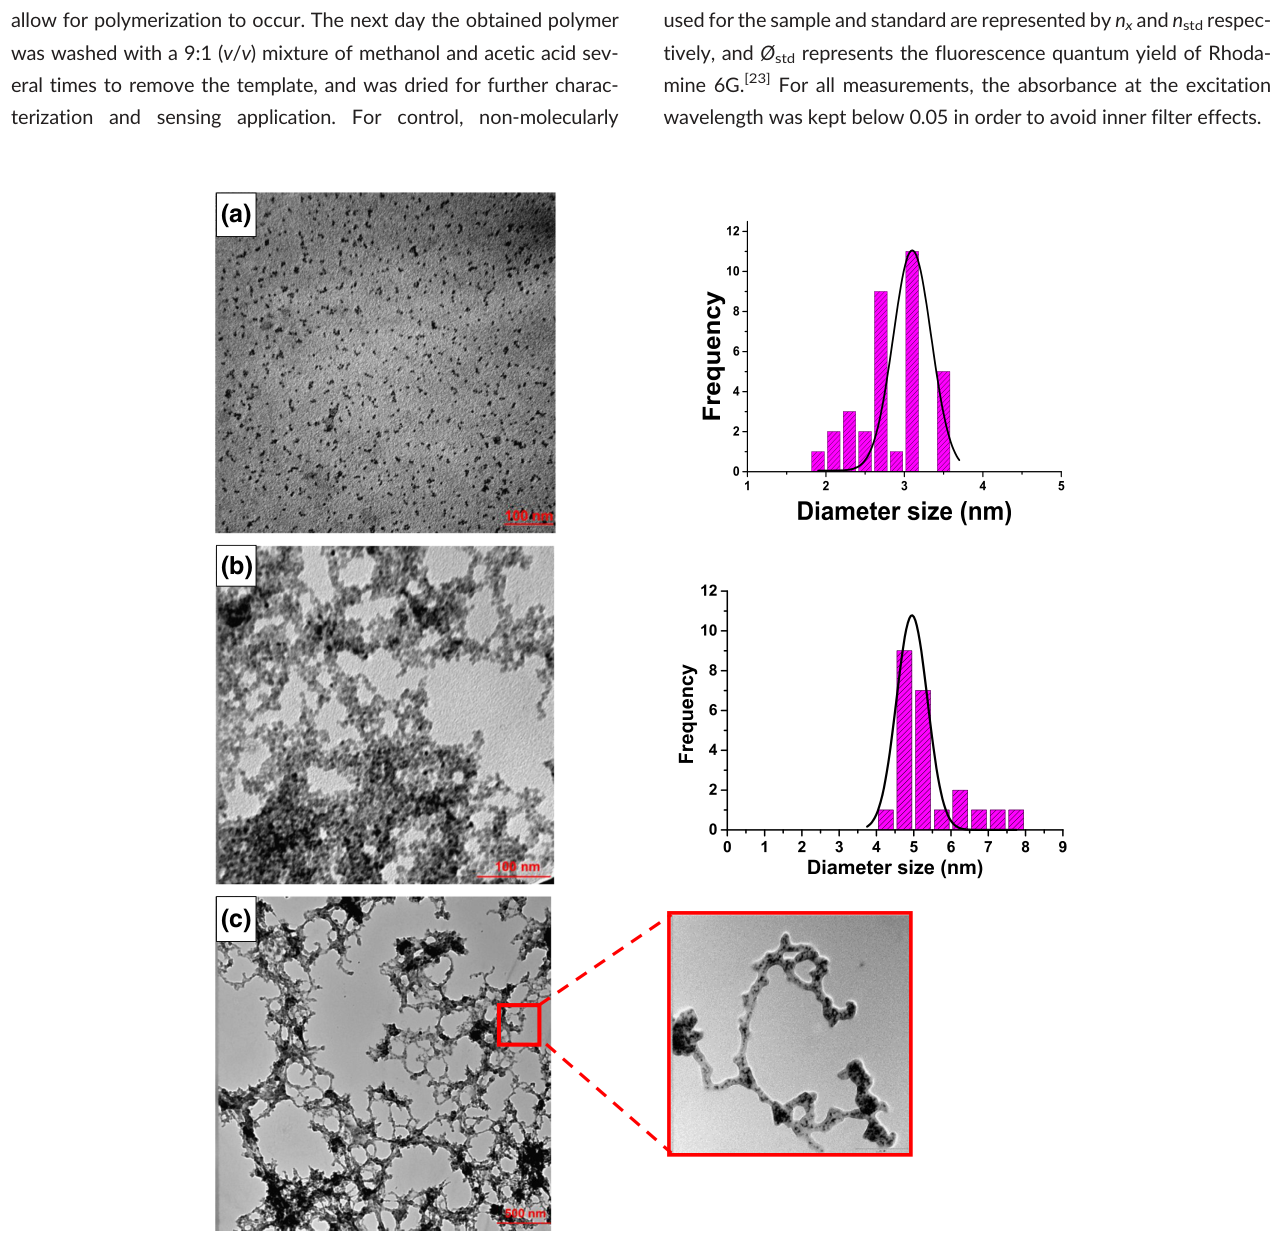 allow for polymerization to occur. The next day the obtained polymer
was washed with a 9:1 (v/v) mixture of methanol and acetic acid sev-
eral times to remove the template, and was dried for further charac-
terization and sensing application. For control, non-molecularly
used for the sample and standard are represented by nx and nstd respec-
tively, and Østd represents the fluorescence quantum yield of Rhoda-
mine 6G.[23] For all measurements, the absorbance at the excitation
wavelength was kept below 0.05 in order to avoid inner filter effects.
(a)
100 nm
12
10
8
6
4
2
0
Frequency
1 2 3 4 5
Diameter size (nm)
(b)
100 nm
12
10
8
6
4
2
0
Frequency
0 1 2 3 4 5 6 7 8 9
Diameter size (nm)
(c)
500 nm